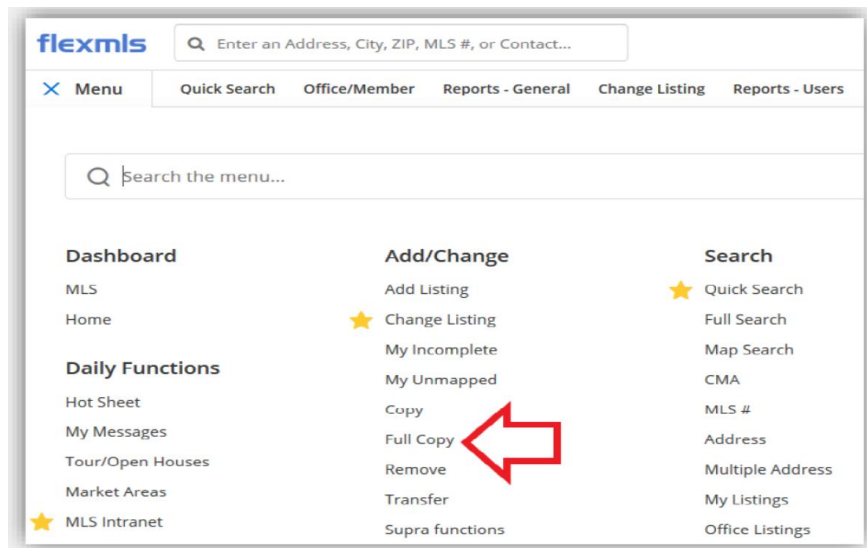 flexmls
Enter an Address, City, ZIP, MLS #, or Contact...
Menu
Quick Search
Office/Member
Reports - General
Change Listing
Reports - Users
Search the menu...
Dashboard
MLS
Home
Daily Functions
Hot Sheet
My Messages
Tour/Open Houses
Market Areas
MLS Intranet
Add/Change
Add Listing
Change Listing
My Incomplete
My Unmapped
Copy
Full Copy
Remove
Transfer
Supra functions
Search
Quick Search
Full Search
Map Search
CMA
MLS #
Address
Multiple Address
My Listings
Office Listings